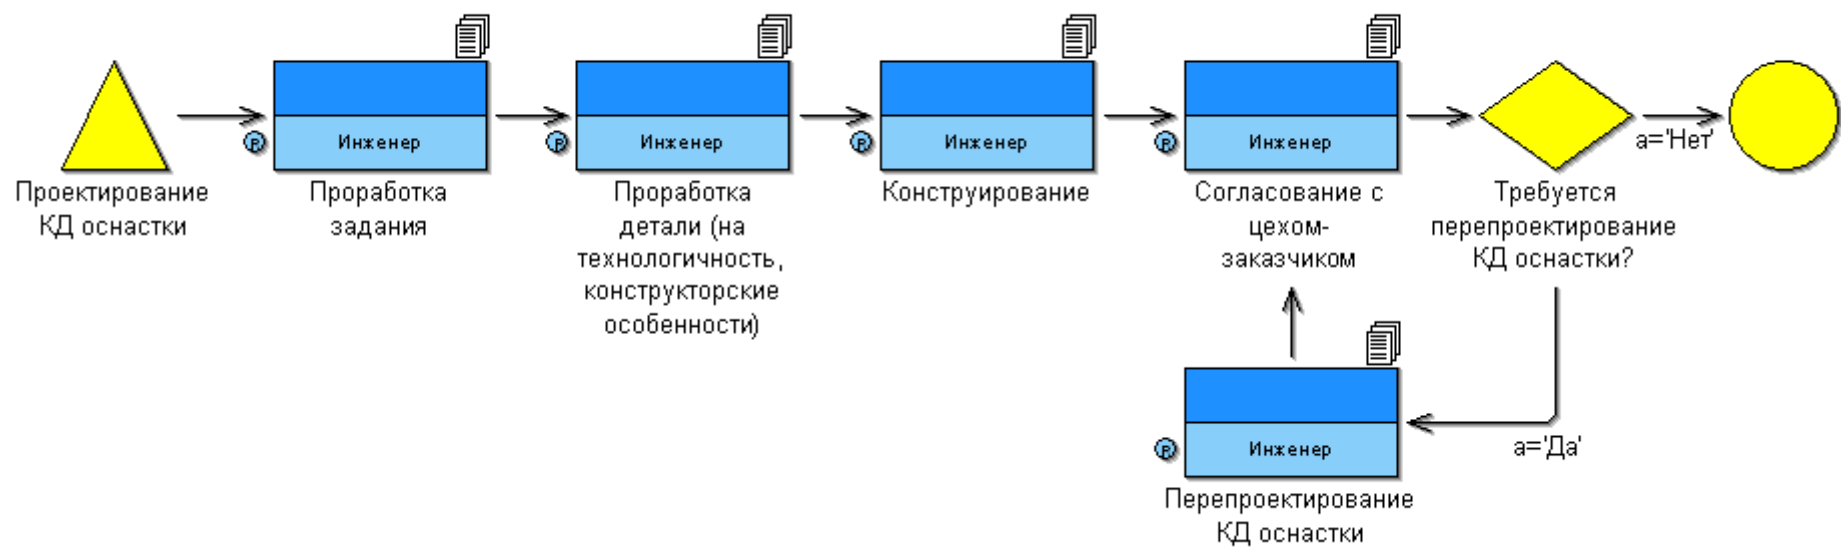 Проектирование
КД оснастки
Инженер
Проработка
задания
Инженер
Проработка
детали (на
технологичность,
конструкторские
особенности)
Инженер
Конструирование
Инженер
Согласование с
цехом-
заказчиком
Требуется
перепроектирование
КД оснастки?
a='Нет'
a='Да'
Инженер
Перепроектирование
КД оснастки
P
P
P
P
P